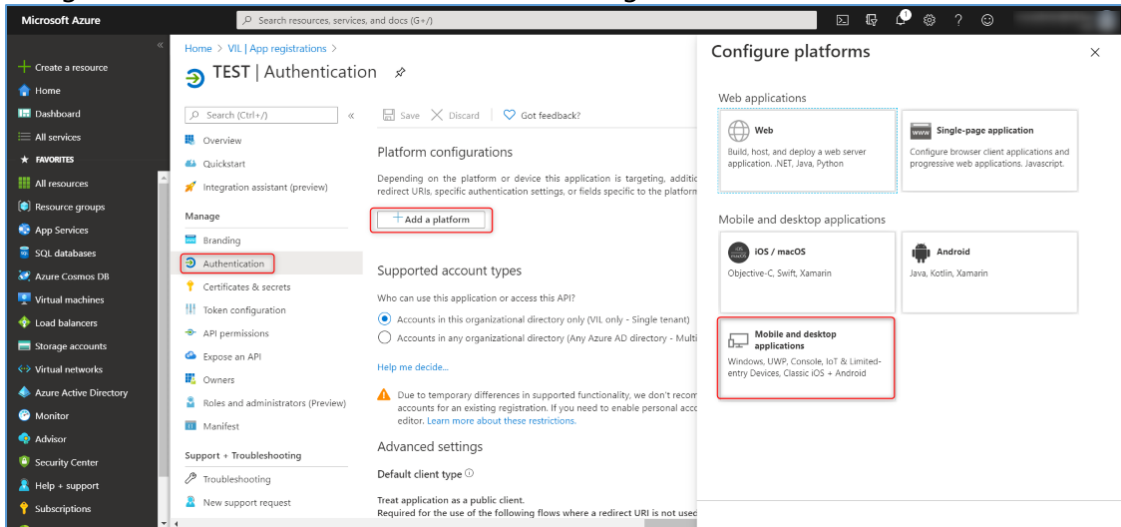 Microsoft Azure
Search resources, services, and docs (G+/)
Create a resource
Home
Dashboard
All services
FAVORITES
All resources
Resource groups
App Services
SQL databases
Azure Cosmos DB
Virtual machines
Load balancers
Storage accounts
Virtual networks
Azure Active Directory
Monitor
Advisor
Security Center
Help + support
Subscriptions
Home > VIL | App registrations >
TEST | Authentication
Search (Ctrl+/)
Overview
Quickstart
Integration assistant (preview)
Manage
Branding
Authentication
Certificates & secrets
Token configuration
API permissions
Expose an API
Owners
Roles and administrators (Preview)
Manifest
Support + Troubleshooting
Troubleshooting
New support request
Save Discard Got feedback?
Platform configurations
Depending on the platform or device this application is targeting, additic
redirect URIs, specific authentication settings, or fields specific to the platform
+ Add a platform
Supported account types
Who can use this application or access this API?
Accounts in this organizational directory only (VIL only - Single tenant)
Accounts in any organizational directory (Any Azure AD directory - Multi
Help me decide...
Due to temporary differences in supported functionality, we don't recom
accounts for an existing registration. If you need to enable personal acco
editor. Learn more about these restrictions.
Advanced settings
Default client type
Treat application as a public client.
Required for the use of the following flows where a redirect URI is not used
Configure platforms
Web applications
Web
Build, host, and deploy a web server
application. .NET, Java, Python
Single-page application
Configure browser client applications and
progressive web applications. Javascript.
Mobile and desktop applications
iOS / macOS
Objective-C, Swift, Xamarin
Android
Java, Kotlin, Xamarin
Mobile and desktop
applications
Windows, UWP, Console, IoT & Limited-
entry Devices, Classic iOS + Android